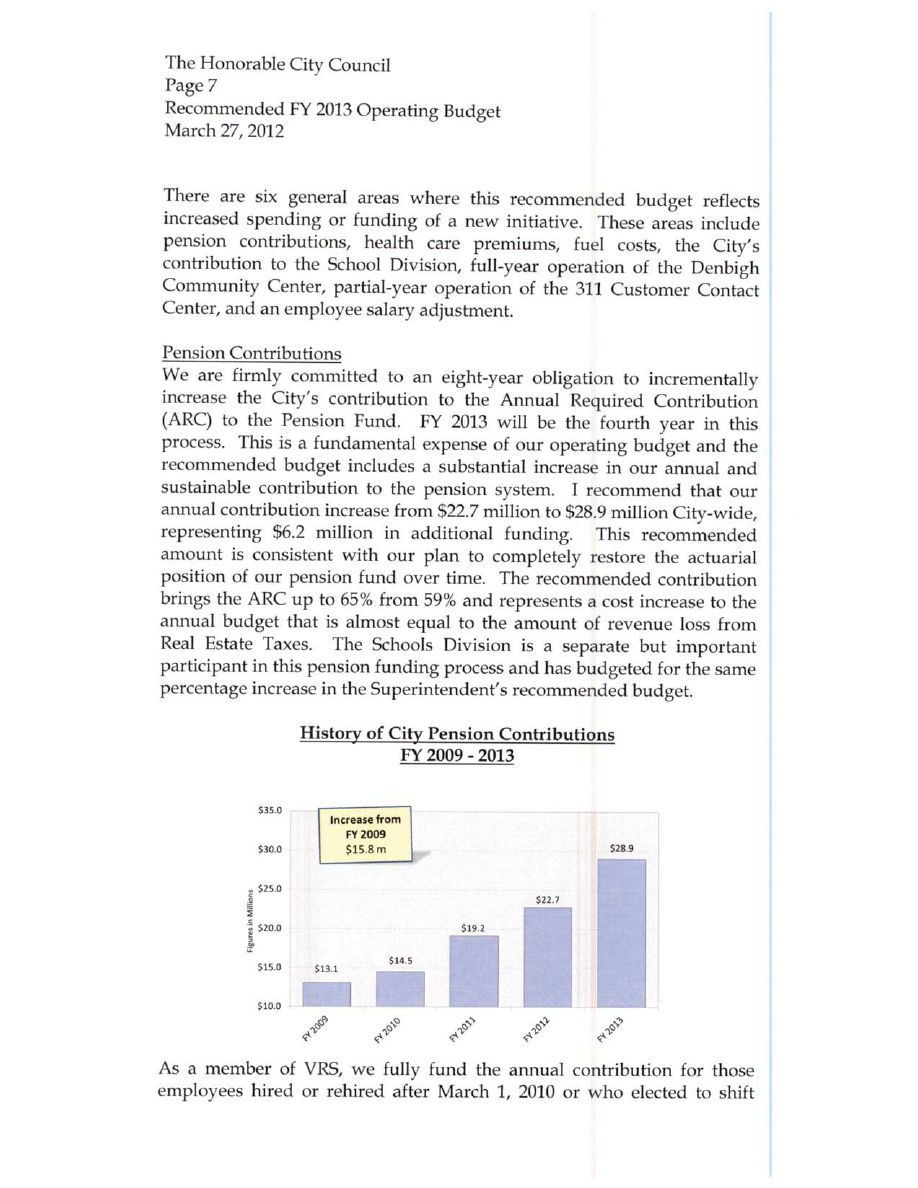 The Honorable City Council
Page 7
Recommended FY 2013 Operating Budget
March 27, 2012
There are six general areas where this recommended budget reflects
increased spending or funding of a new initiative. These areas include
pension contributions, health care premiums, fuel costs, the City's
contribution to the School Division, full-year operation of the Denbigh
Community Center, partial-year operation of the 311 Customer Contact
Center, and an employee salary adjustment.
Pension Contributions
We are firmly committed to an eight-year obligation to incrementally
increase the City's contribution to the Annual Required Contribution
(ARC) to the Pension Fund. FY 2013 will be the fourth year in this
process. This is a fundamental expense of our operating budget and the
recommended budget includes a substantial increase in our annual and
sustainable contribution to the pension system. I recommend that our
annual contribution increase from $22.7 million to $28.9 million City-wide,
representing $6.2 million in additional funding. This recommended
amount is consistent with our plan to completely restore the actuarial
position of our pension fund over time. The recommended contribution
brings the ARC up to 65% from 59% and represents a cost increase to the
annual budget that is almost equal to the amount of revenue loss from
Real Estate Taxes. The Schools Division is a separate but important
participant in this pension funding process and has budgeted for the same
percentage increase in the Superintendent's recommended budget.
History of City Pension Contributions
FY 2009 - 2013
Figures in Millions
$35.0
$30.0
$25.0
$20.0
$15.0
$10.0
Increase from
FY 2009
$15.8 m
$13.1
$14.5
$19.2
$22.7
$28.9
FY 2009
FY 2010
FY 2011
FY 2012
FY 2013
As a member of VRS, we fully fund the annual contribution for those
employees hired or rehired after March 1, 2010 or who elected to shift